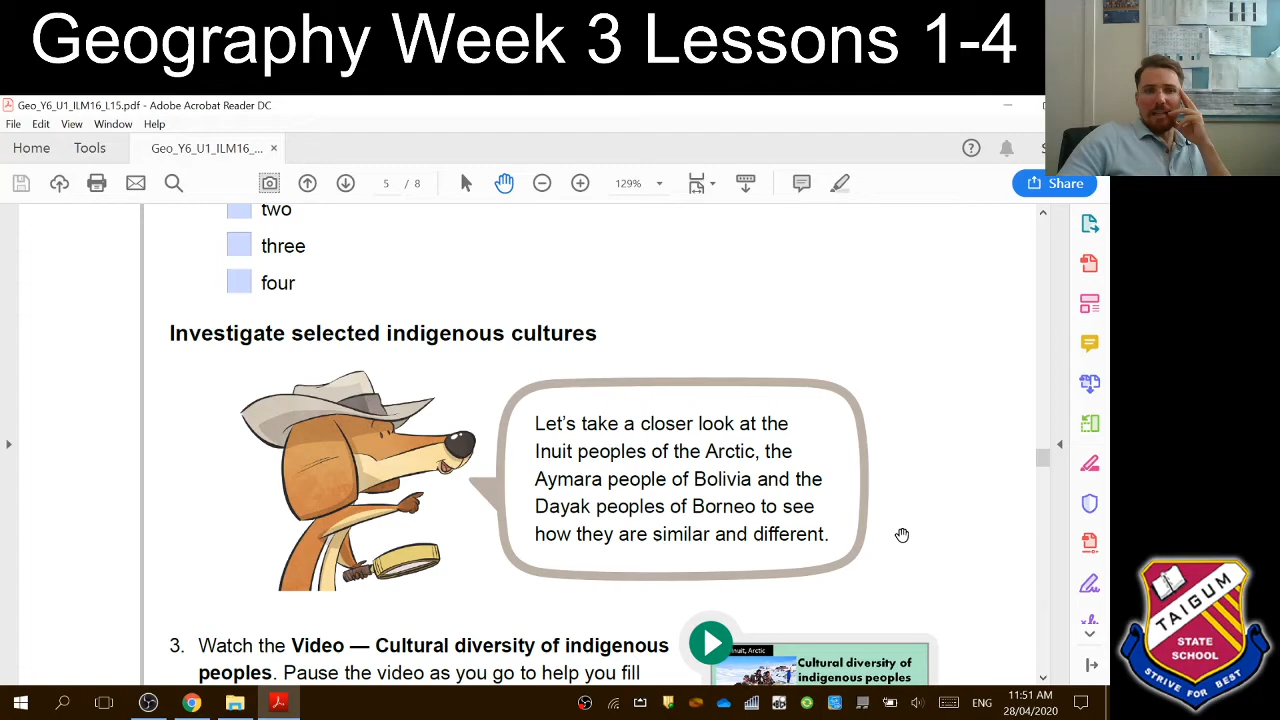 Geography Week 3 Lessons 1-4
Geo_Y6_U1_ILM16_L15.pdf - Adobe Acrobat Reader DC
File Edit View Window Help
Home Tools Geo_Y6_U1_ILM16_... ×
5 / 8 129% Share
two
three
four
Investigate selected indigenous cultures
Let's take a closer look at the
Inuit peoples of the Arctic, the
Aymara people of Bolivia and the
Dayak peoples of Borneo to see
how they are similar and different.
3. Watch the Video — Cultural diversity of indigenous
peoples. Pause the video as you go to help you fill
Inuit, Arctic
Cultural diversity of
indigenous peoples
TAIGUM
STATE
SCHOOL
STRIVE FOR BEST
ENG
11:51 AM
28/04/2020